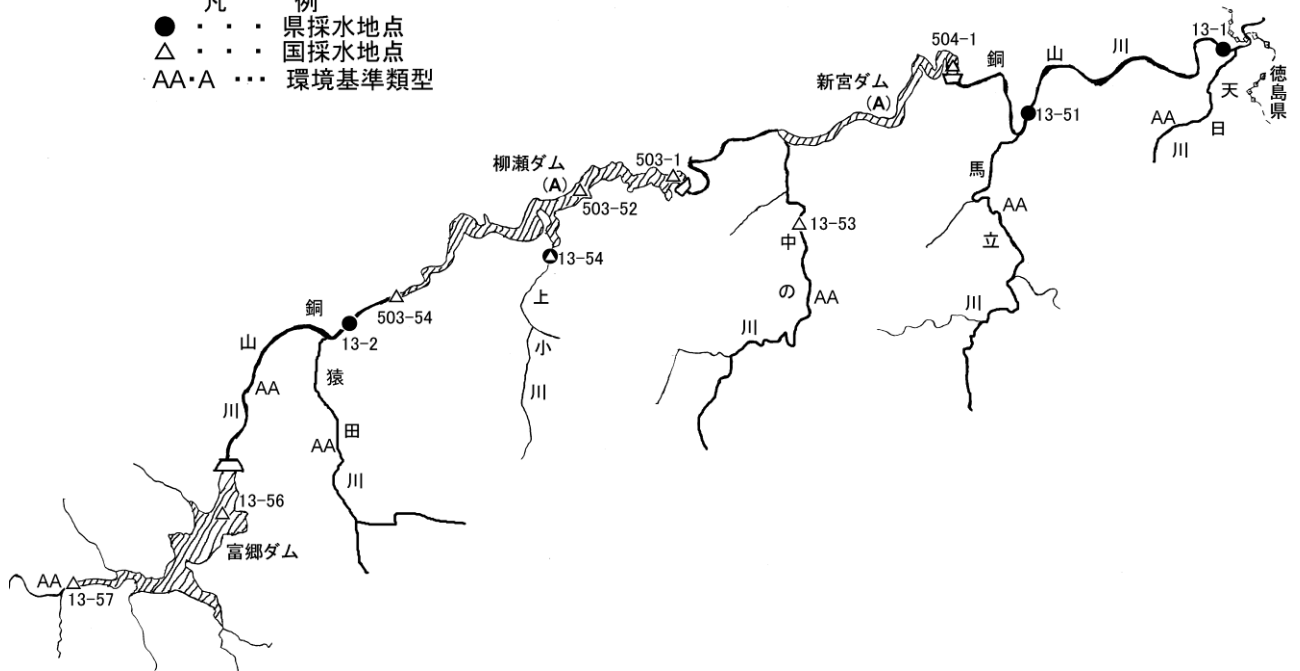 凡 例
● ・ ・ ・ 県採水地点
△ ・ ・ ・ 国採水地点
AA・A ・・・ 環境基準類型
13-1
徳島県
天日川
AA
504-1
銅山川
新宮ダム
(A)
13-51
馬立川
AA
柳瀬ダム
(A)
503-1
503-52
13-53
中の川
AA
13-54
上小川
503-54
銅山川
AA
13-2
猿田川
AA
13-56
富郷ダム
AA
13-57